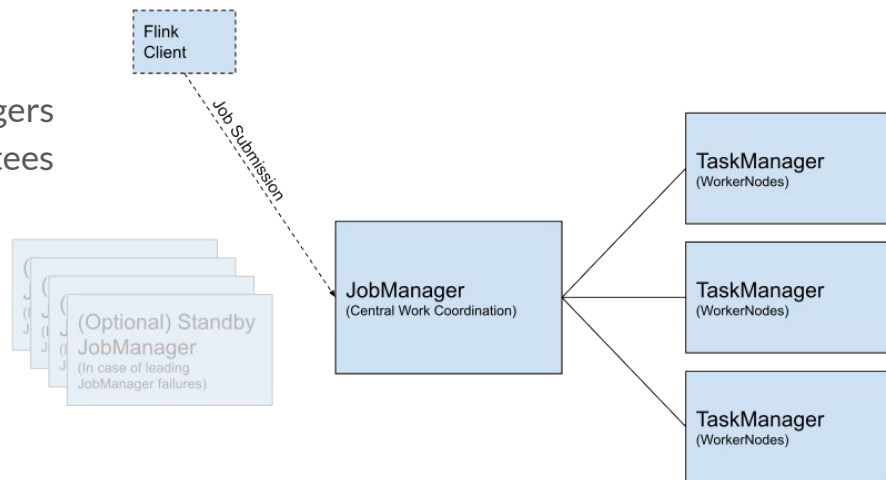 Flink
Client
gers
tees
Job Submission
TaskManager
(WorkerNodes)
JobManager
(Central Work Coordination)
TaskManager
(WorkerNodes)
(Optional) Standby
JobManager
(In case of leading
JobManager failures)
TaskManager
(WorkerNodes)